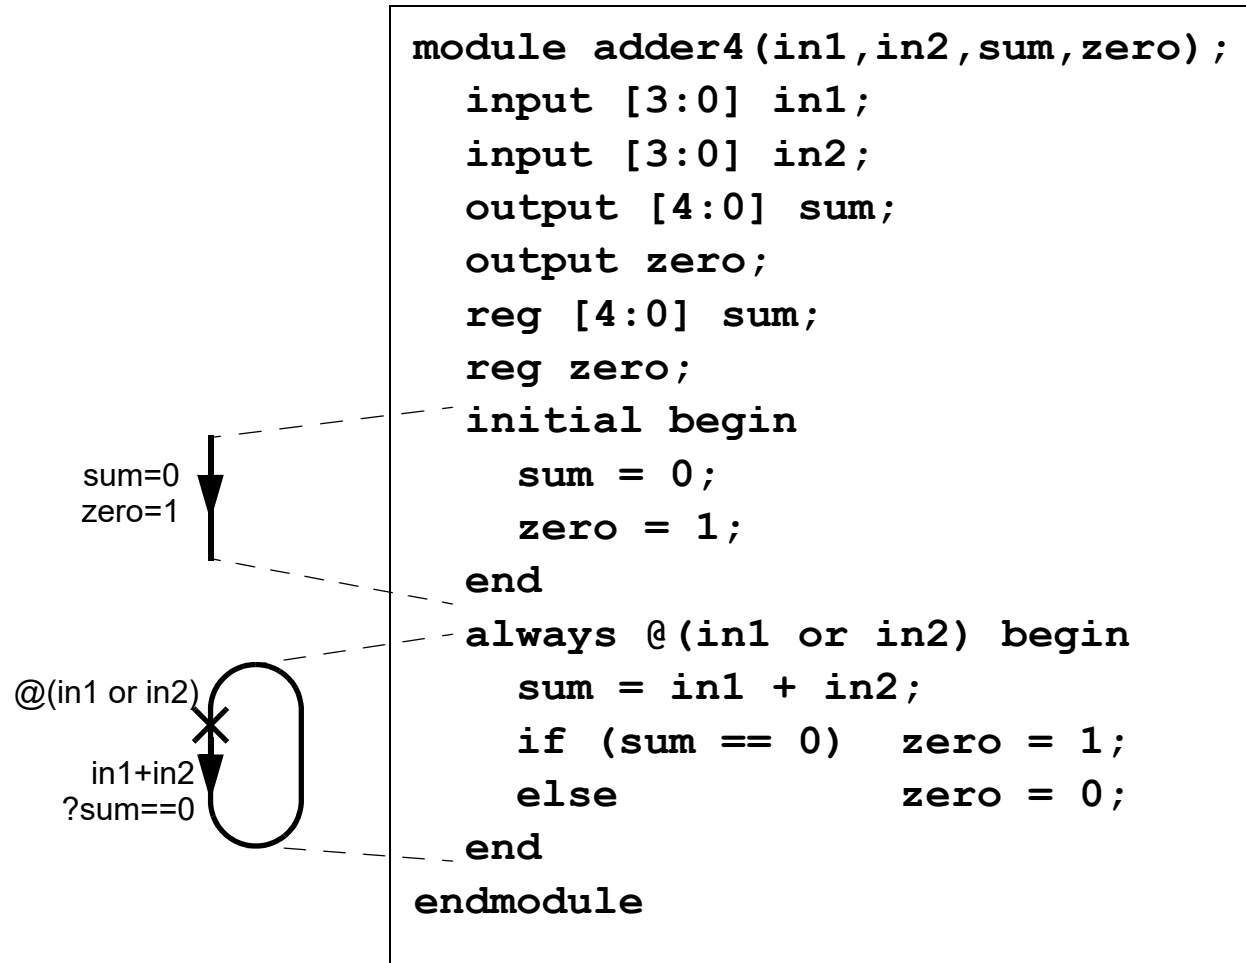 module adder4(in1,in2,sum,zero);
input [3:0] in1;
input [3:0] in2;
output [4:0] sum;
output zero;
reg [4:0] sum;
reg zero;
initial begin
sum = 0;
zero = 1;
end
always @(in1 or in2) begin
sum = in1 + in2;
if (sum == 0) zero = 1;
else zero = 0;
end
endmodule
sum=0
zero=1
@(in1 or in2)
in1+in2
?sum==0